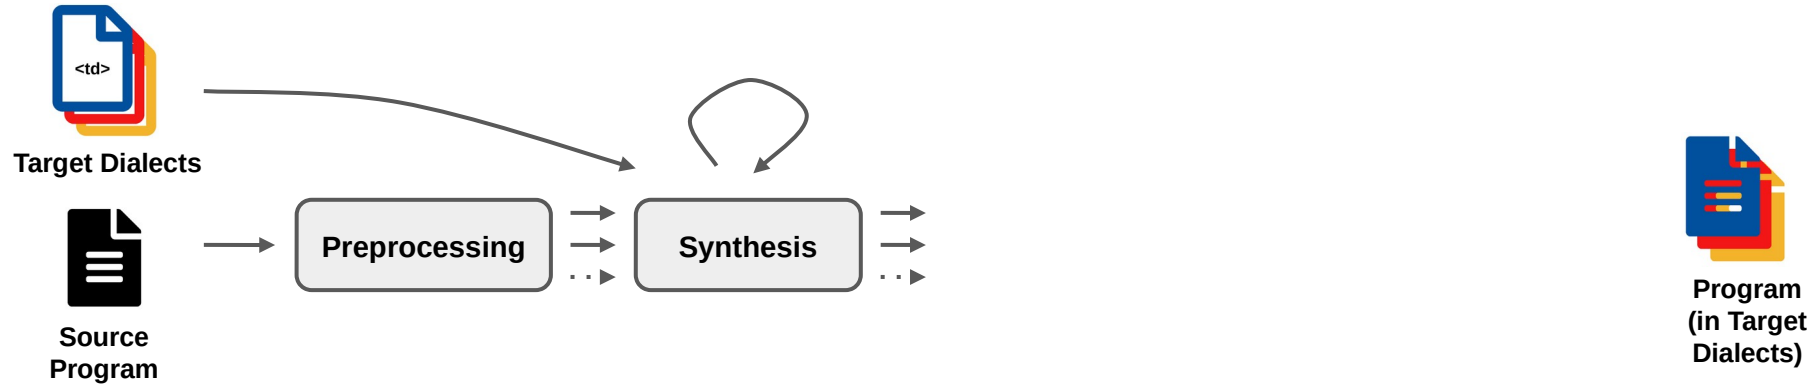 <td>
Target Dialects
Preprocessing
Synthesis
Source
Program
Program
(in Target
Dialects)